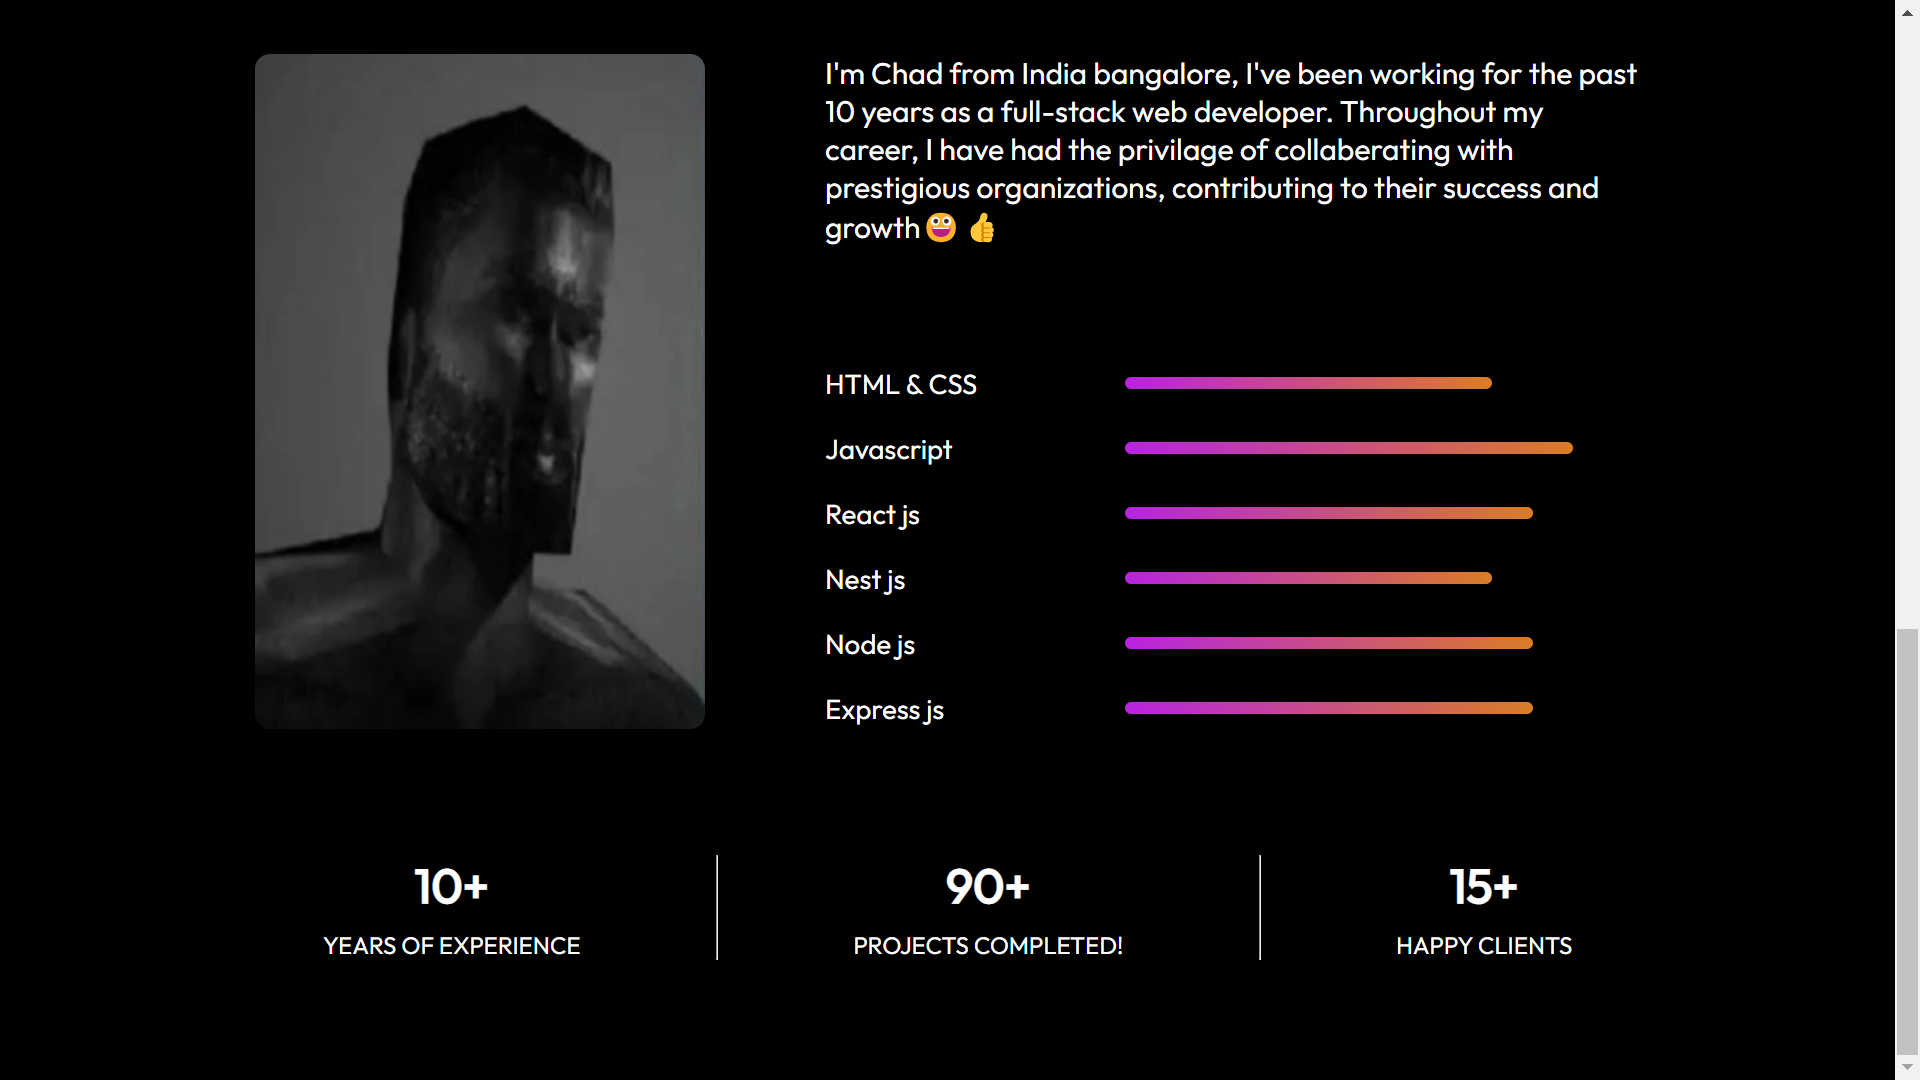 I'm Chad from India bangalore, I've been working for the past
10 years as a full-stack web developer. Throughout my
career, I have had the privilage of collaberating with
prestigious organizations, contributing to their success and
growth 😀 👍
HTML & CSS
Javascript
React js
Nest js
Node js
Express js
10+
YEARS OF EXPERIENCE
90+
PROJECTS COMPLETED!
15+
HAPPY CLIENTS